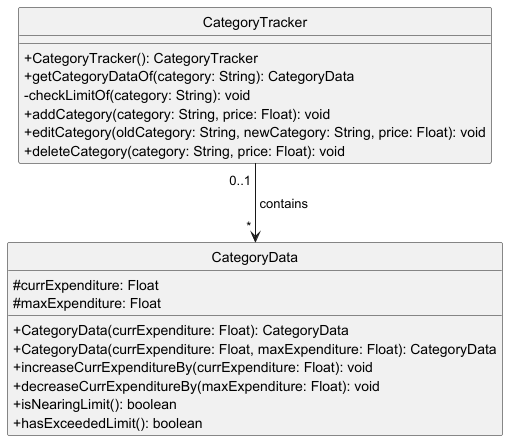 CategoryTracker
+CategoryTracker(): CategoryTracker
+getCategoryDataOf(category: String): CategoryData
-checkLimitOf(category: String): void
+addCategory(category: String, price: Float): void
+editCategory(oldCategory: String, newCategory: String, price: Float): void
+deleteCategory(category: String, price: Float): void
0..1
contains
*
CategoryData
#currExpenditure: Float
#maxExpenditure: Float
+CategoryData(currExpenditure: Float): CategoryData
+CategoryData(currExpenditure: Float, maxExpenditure: Float): CategoryData
+increaseCurrExpenditureBy(currExpenditure: Float): void
+decreaseCurrExpenditureBy(maxExpenditure: Float): void
+isNearingLimit(): boolean
+hasExceededLimit(): boolean